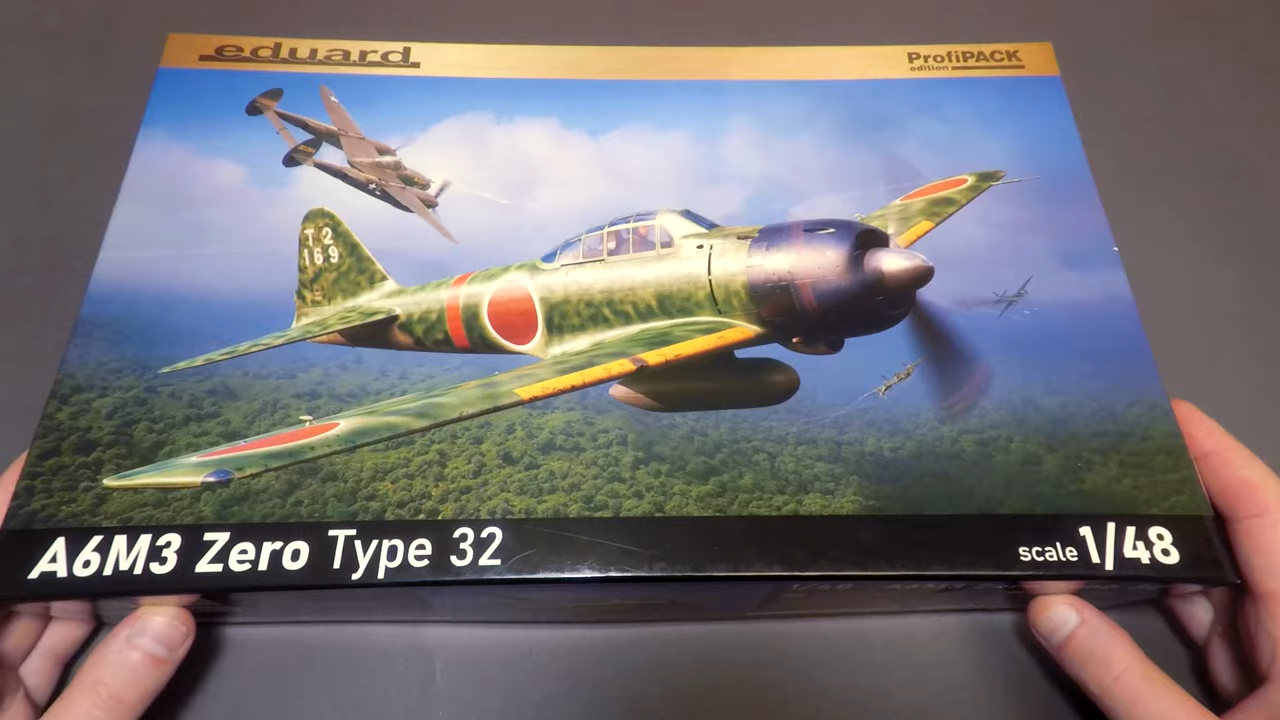 eduard
ProfiPACK
edition
T2
169
A6M3 Zero Type 32
scale 1/48